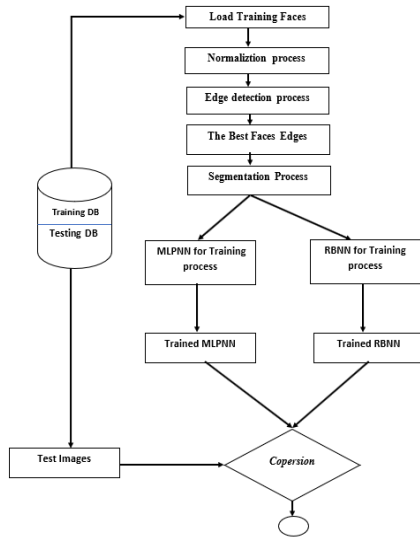 Load Training Faces
Normaliztion process
Edge detection process
The Best Faces Edges
Segmentation Process
Training DB
Testing DB
MLPNN for Training
process
RBNN for Training
process
Trained MLPNN
Trained RBNN
Test Images
Copersion